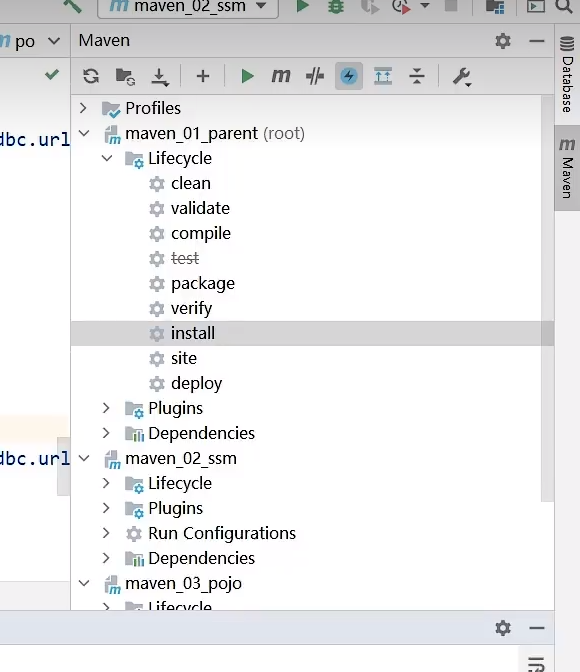 maven_02_ssm
po
Maven
dbc.url
Profiles
maven_01_parent (root)
Lifecycle
clean
validate
compile
test
package
verify
install
site
deploy
Plugins
Dependencies
dbc.url
maven_02_ssm
Lifecycle
Plugins
Run Configurations
Dependencies
maven_03_pojo
Lifecycle
Database
m Maven